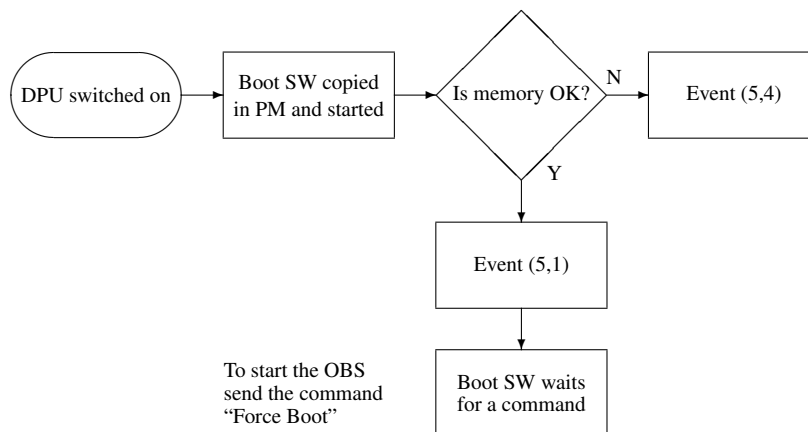 DPU switched on
Boot SW copied
in PM and started
Is memory OK?
N
Event (5,4)
Y
Event (5,1)
To start the OBS
send the command
“Force Boot”
Boot SW waits
for a command